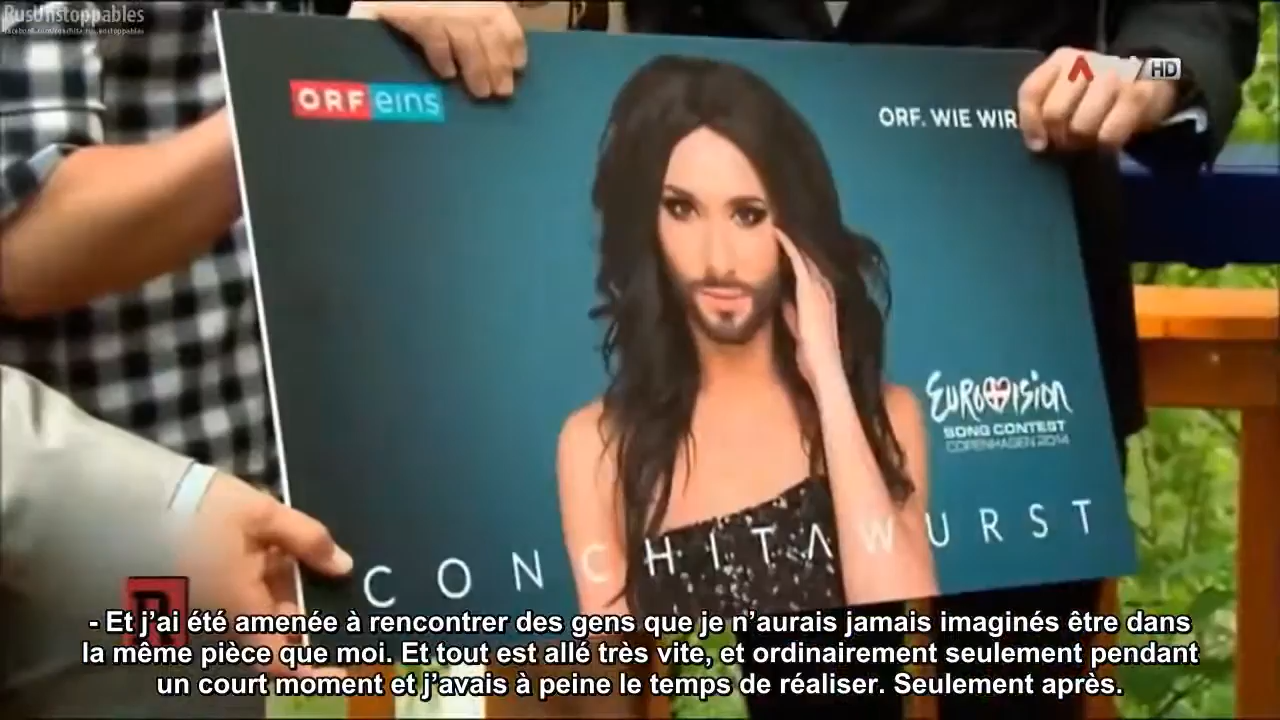 RusUnstoppables
ORF eins
ORF. WIE WIR
HD
EUROVISION
SONG CONTEST
COPENHAGEN 2014
CONCHITA WURST
R
- Et j'ai été amenée à rencontrer des gens que je n'aurais jamais imaginés être dans
la même pièce que moi. Et tout est allé très vite, et ordinairement seulement pendant
un court moment et j'avais à peine le temps de réaliser. Seulement après.